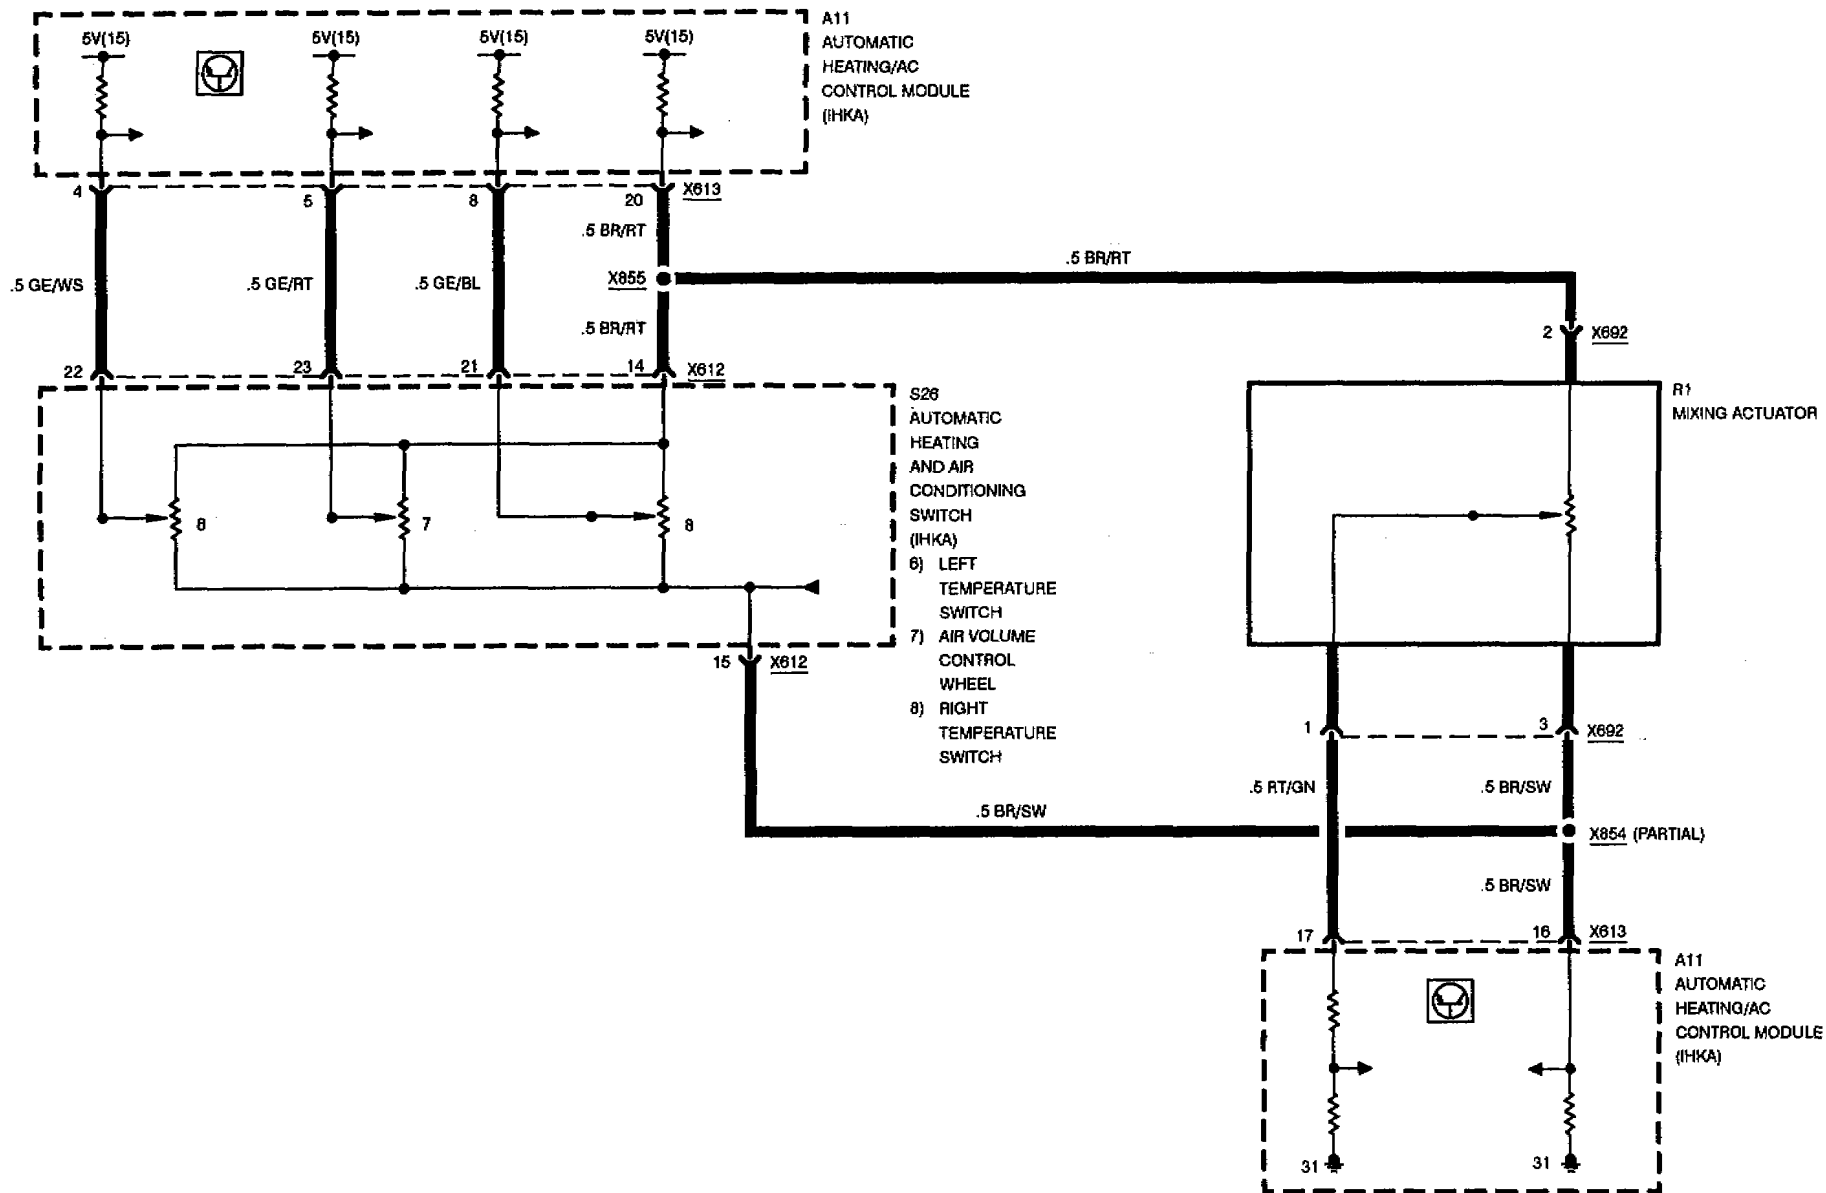 5V(15) 5V(15) 5V(15) 5V(15)
A11
AUTOMATIC
HEATING/AC
CONTROL MODULE
(IHKA)
4 5 8 20 X613
.5 BR/RT
.5 BR/RT
.5 GE/WS .5 GE/RT .5 GE/BL X855
.5 BR/RT
2 X692
22 23 21 14 X612
R1
MIXING ACTUATOR
S26
AUTOMATIC
HEATING
AND AIR
CONDITIONING
SWITCH
(IHKA)
6) LEFT
TEMPERATURE
SWITCH
7) AIR VOLUME
CONTROL
WHEEL
8) RIGHT
TEMPERATURE
SWITCH
8 7 8
15 X612
1 3 X692
.5 RT/GN .5 BR/SW
.5 BR/SW
X854 (PARTIAL)
.5 BR/SW
17 16 X613
A11
AUTOMATIC
HEATING/AC
CONTROL MODULE
(IHKA)
31 31